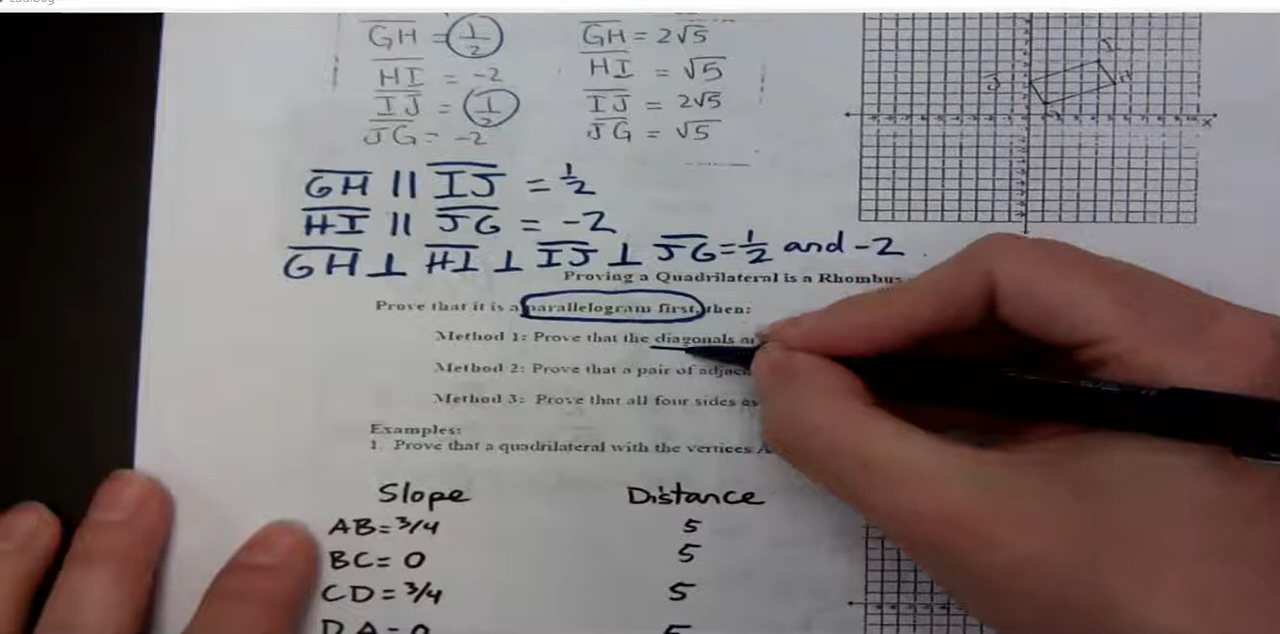 GH = 1/2
GH = 2√5
HI = -2
HI = √5
IJ = 1/2
IJ = 2√5
JG = -2
JG = √5
GH || IJ = 1/2
HI || JG = -2
GH ⊥ HI ⊥ IJ ⊥ JG = 1/2 and -2
Proving a Quadrilateral is a Rhombus
Prove that it is a parallelogram first, then:
Method 1: Prove that the diagonals
Method 2: Prove that a pair of
Method 3: Prove that all four sides
Examples:
1. Prove that a quadrilateral with the vertices A
Slope Distance
AB = 3/4 5
BC = 0 5
CD = 3/4 5
DA = 0 5
J
x